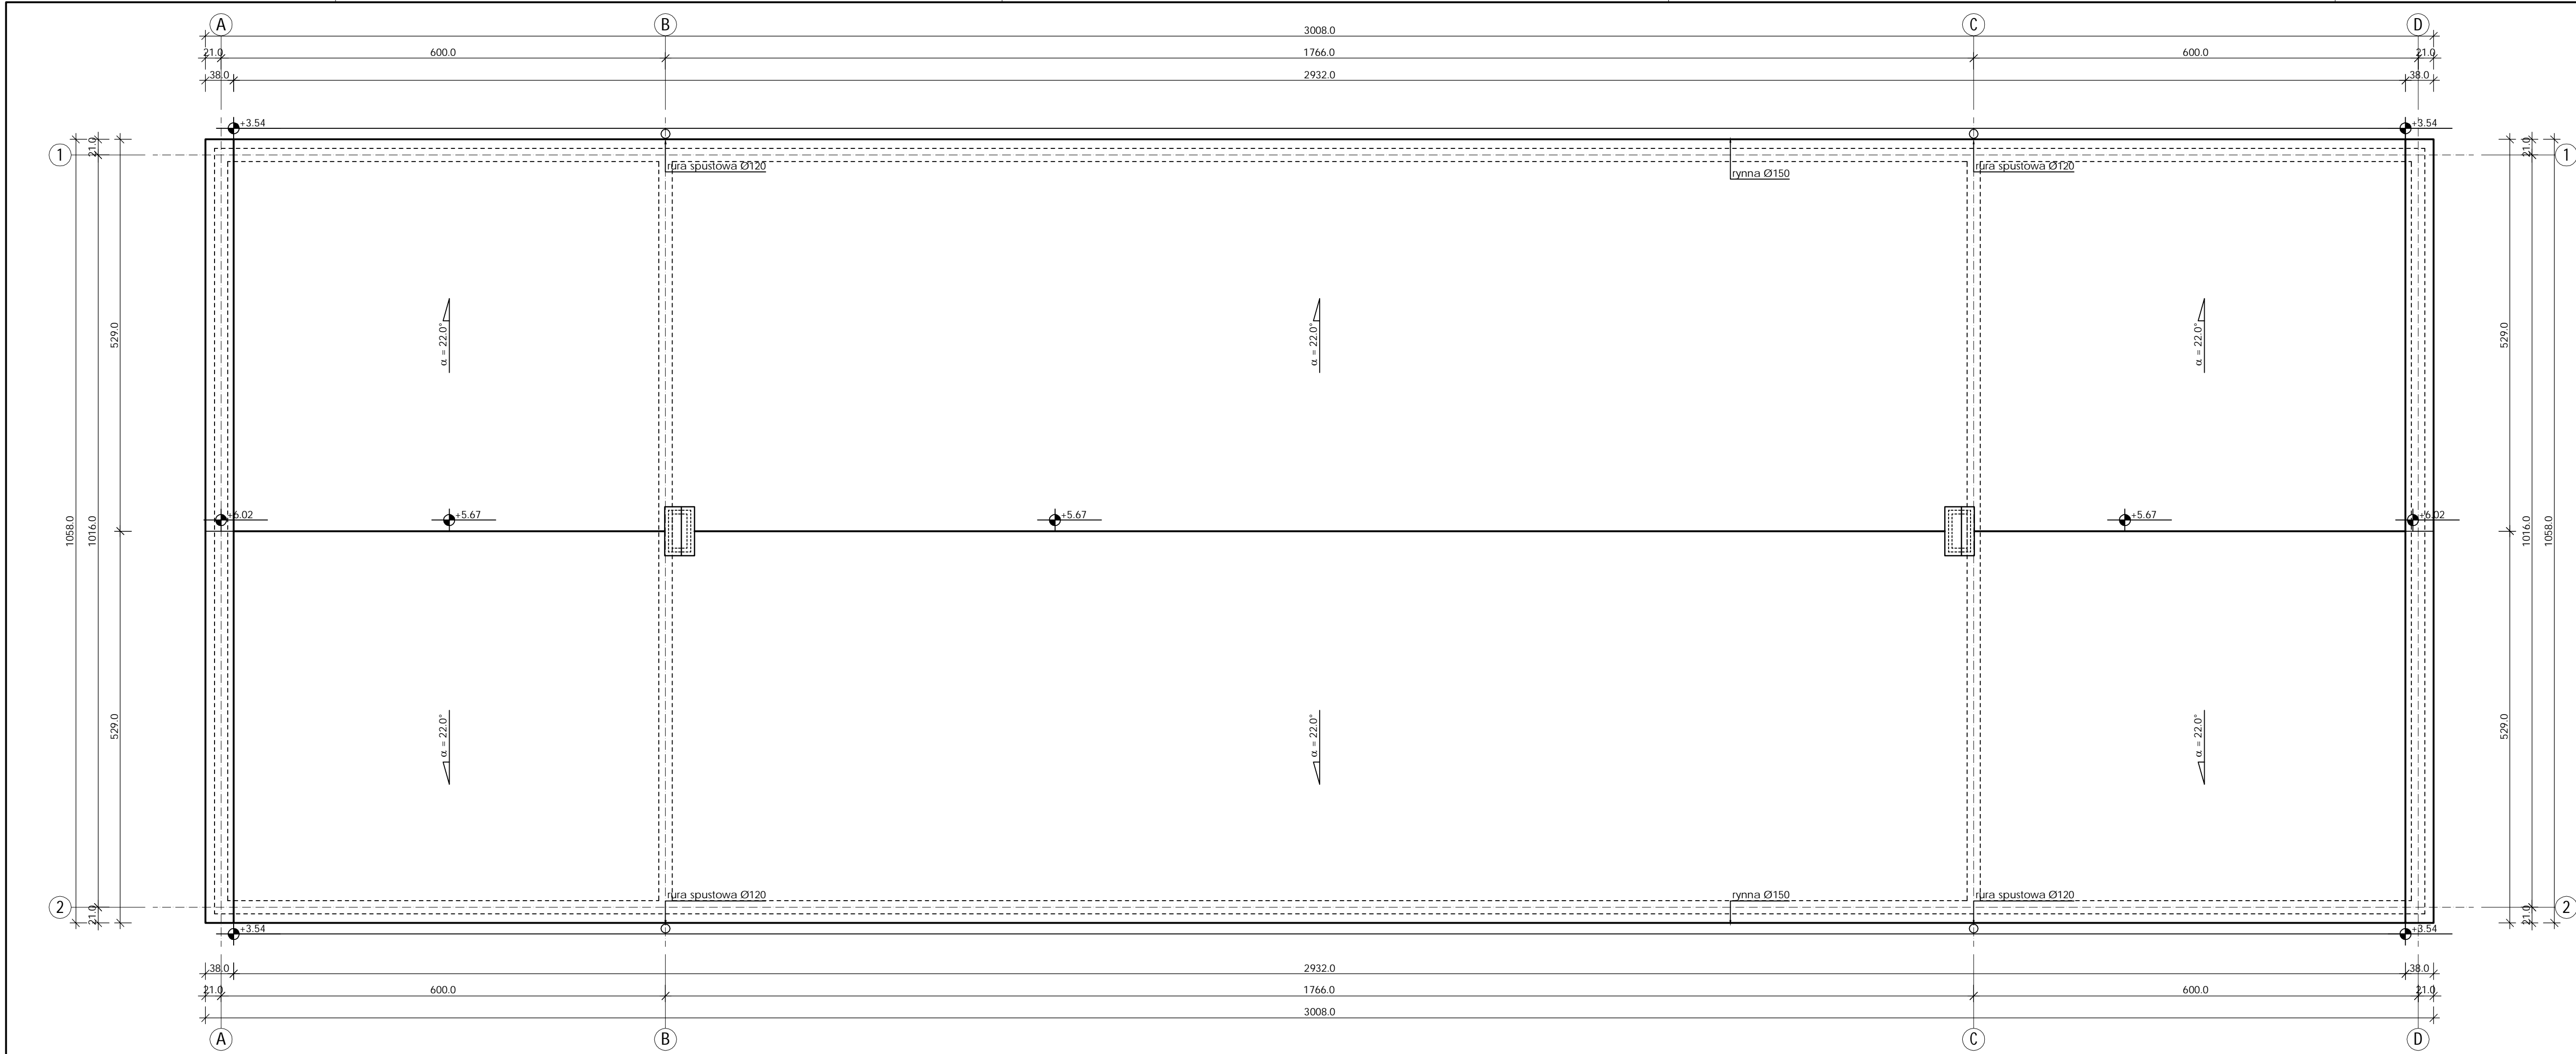 A B C D
3008.0
21.0 600.0 1766.0 600.0 21.0
38.0 2932.0 38.0
+3.54 +3.54
1 21.0 21.0 1
rura spustowa Ø120 rynna Ø150 rura spustowa Ø120
529.0 α = 22.0° α = 22.0° α = 22.0° 529.0
+6.02 +5.67 +5.67 +5.67 +6.02
1058.0 1016.0 1016.0 1058.0
529.0 α = 22.0° α = 22.0° α = 22.0° 529.0
rura spustowa Ø120 rynna Ø150 rura spustowa Ø120
2 21.0 21.0 2
+3.54 +3.54
38.0 2932.0 38.0
21.0 600.0 1766.0 600.0 21.0
3008.0
A B C D